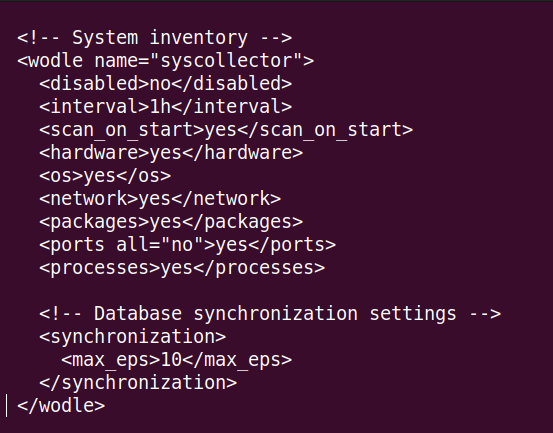 <!-- System inventory -->
<wodle name="syscollector">
  <disabled>no</disabled>
  <interval>1h</interval>
  <scan_on_start>yes</scan_on_start>
  <hardware>yes</hardware>
  <os>yes</os>
  <network>yes</network>
  <packages>yes</packages>
  <ports all="no">yes</ports>
  <processes>yes</processes>

  <!-- Database synchronization settings -->
  <synchronization>
    <max_eps>10</max_eps>
  </synchronization>
</wodle>